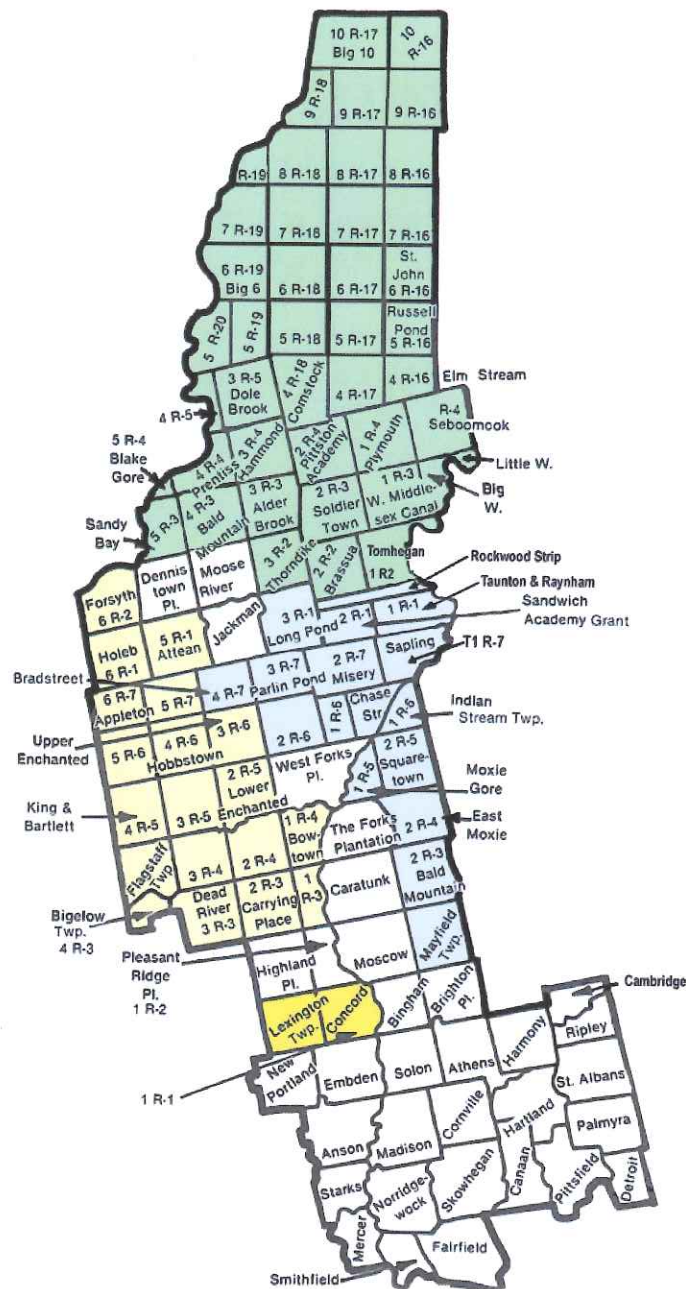 10 R-17
Big 10
10
R-16
9 R-18
9 R-17
9 R-16
R-19
8 R-18
8 R-17
8 R-16
7 R-19
7 R-18
7 R-17
7 R-16
6 R-19
Big 6
6 R-18
6 R-17
St.
John
6 R-16
5 R-20
5 R-19
5 R-18
5 R-17
Russell
Pond
5 R-16
4 R-5
3 R-5
Dole
Brook
4 R-18
Comstock
4 R-17
4 R-16
Elm Stream
5 R-4
Blake
Gore
4 R-4
Prentiss
3 R-4
Hammond
2 R-4
Pittston
Academy
1 R-4
Plymouth
R-4
Seboomook
Little W.
Big
W.
Sandy
Bay
5 R-3
4 R-3
Bald
Mountain
3 R-3
Alder
Brook
2 R-3
Soldier
Town
1 R-3
W. Middle-
sex Canal
3 R-2
Thorndike
2 R-2
Brassua
Tomhegan
1 R2
Rockwood Strip
Taunton & Raynham
Sandwich
Academy Grant
Forsyth
6 R-2
Dennis
town
Pl.
Moose
River
Jackman
3 R-1
Long Pond
2 R-1
1 R-1
Holeb
6 R-1
5 R-1
Attean
Sapling
T1 R-7
Bradstreet
6 R-7
Appleton
5 R-7
4 R-7
3 R-7
Parlin Pond
2 R-7
Misery
Chase
Str
1 R-6
1 R-6
Indian
Stream Twp.
Upper
Enchanted
5 R-6
4 R-6
Hobbstown
3 R-6
2 R-6
West Forks
Pl.
1 R-5
2 R-5
Square-
town
Moxie
Gore
King &
Bartlett
4 R-5
3 R-5
2 R-5
Lower
Enchanted
1 R-4
Bow-
town
The Forks
Plantation
2 R-4
East
Moxie
Flagstaff
Twp.
3 R-4
2 R-4
Bigelow
Twp.
4 R-3
Dead
River
3 R-3
2 R-3
Carrying
Place
1
R-3
Caratunk
2 R-3
Bald
Mountain
Pleasant
Ridge
Pl.
1 R-2
Highland
Pl.
Moscow
Mayfield
Twp.
Lexington
Twp.
Concord
Bingham
Brighton
Pl.
Cambridge
1 R-1
New
Portland
Embden
Solon
Athens
Harmony
Ripley
St. Albans
Anson
Madison
Cornville
Hartland
Palmyra
Starks
Norridge-
wock
Skowhegan
Canaan
Pittsfield
Detroit
Mercer
Smithfield
Fairfield